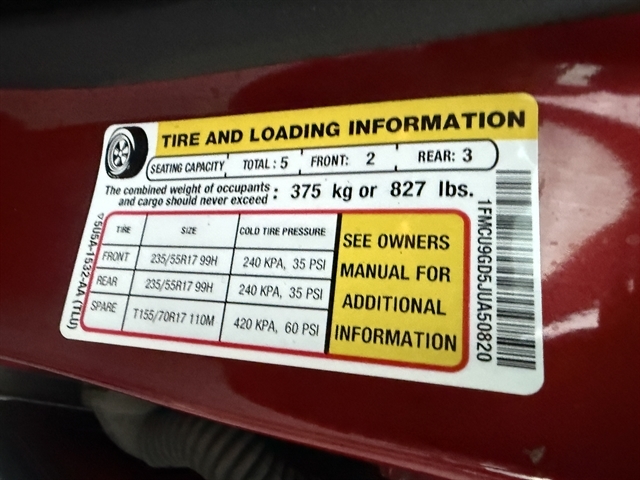 TIRE AND LOADING INFORMATION
SEATING CAPACITY TOTAL : 5 FRONT: 2 REAR: 3
The combined weight of occupants and cargo should never exceed : 375 kg or 827 lbs.
TIRE SIZE COLD TIRE PRESSURE
FRONT 235/55R17 99H 240 KPA, 35 PSI
REAR 235/55R17 99H 240 KPA, 35 PSI
SPARE T155/70R17 110M 420 KPA, 60 PSI
SEE OWNERS
MANUAL FOR
ADDITIONAL
INFORMATION
1FMCU9GD5JUA50820